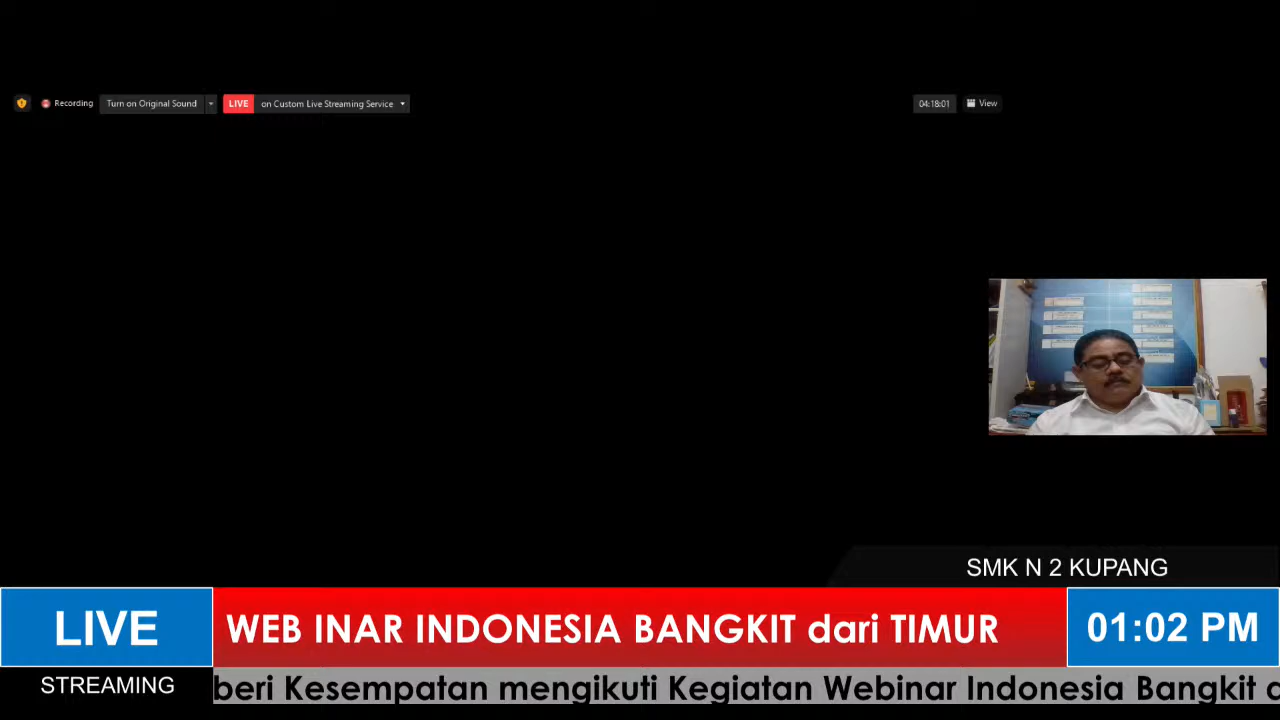 Recording
Turn on Original Sound
LIVE on Custom Live Streaming Service
04:18:01
View
SMK N 2 KUPANG
LIVE
WEB INAR INDONESIA BANGKIT dari TIMUR
01:02 PM
STREAMING
beri Kesempatan mengikuti Kegiatan Webinar Indonesia Bangkit d